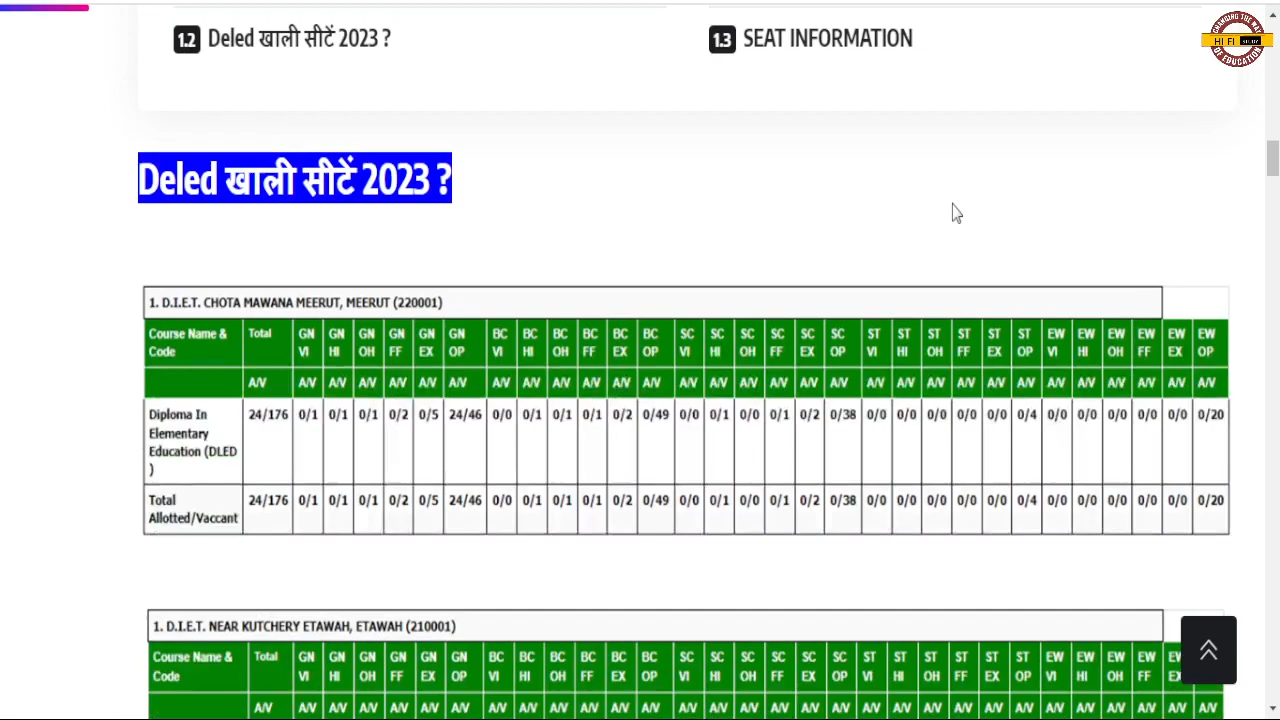 1.2 Deled खाली सीटें 2023 ?
1.3 SEAT INFORMATION
CHANGING THE WAY
HI FI STUDY
OF EDUCATION
Deled खाली सीटें 2023 ?
1. D.I.E.T. CHOTA MAWANA MEERUT, MEERUT (220001)
Course Name & Total GN GN GN GN GN GN BC BC BC BC BC BC SC SC SC SC SC SC ST ST ST ST ST ST EW EW EW EW EW EW
Code VI HI OH FF EX OP VI HI OH FF EX OP VI HI OH FF EX OP VI HI OH FF EX OP VI HI OH FF EX OP
A/V A/V A/V A/V A/V A/V A/V A/V A/V A/V A/V A/V A/V A/V A/V A/V A/V A/V A/V A/V A/V A/V A/V A/V A/V A/V A/V A/V A/V A/V A/V
Diploma In 24/176 0/1 0/1 0/1 0/2 0/5 24/46 0/0 0/1 0/1 0/1 0/2 0/49 0/0 0/1 0/0 0/1 0/2 0/38 0/0 0/0 0/0 0/0 0/0 0/4 0/0 0/0 0/0 0/0 0/0 0/20
Elementary
Education (DLED
)
Total 24/176 0/1 0/1 0/1 0/2 0/5 24/46 0/0 0/1 0/1 0/1 0/2 0/49 0/0 0/1 0/0 0/1 0/2 0/38 0/0 0/0 0/0 0/0 0/0 0/4 0/0 0/0 0/0 0/0 0/0 0/20
Allotted/Vaccant
1. D.I.E.T. NEAR KUTCHERY ETAWAH, ETAWAH (210001)
Course Name & Total GN GN GN GN GN GN BC BC BC BC BC BC SC SC SC SC SC SC ST ST ST ST ST ST EW EW EW EW EW
Code VI HI OH FF EX OP VI HI OH FF EX OP VI HI OH FF EX OP VI HI OH FF EX OP VI HI OH FF
A/V A/V A/V A/V A/V A/V A/V A/V A/V A/V A/V A/V A/V A/V A/V A/V A/V A/V A/V A/V A/V A/V A/V A/V A/V A/V A/V A/V A/V A/V A/V